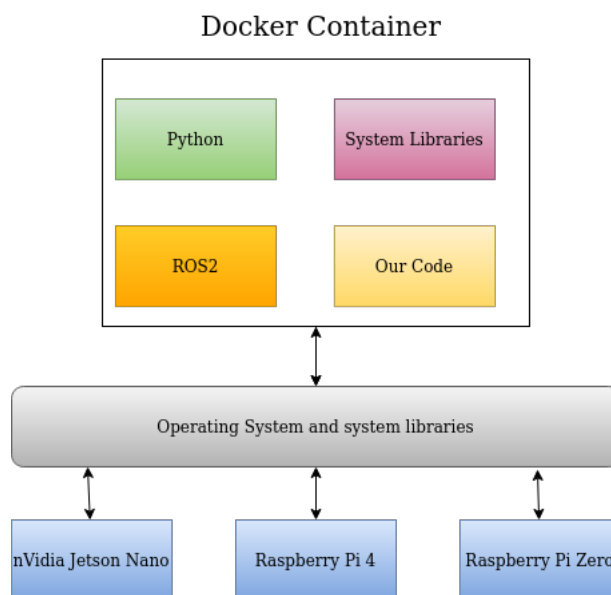 Docker Container
Python
System Libraries
ROS2
Our Code
Operating System and system libraries
nVidia Jetson Nano
Raspberry Pi 4
Raspberry Pi Zero